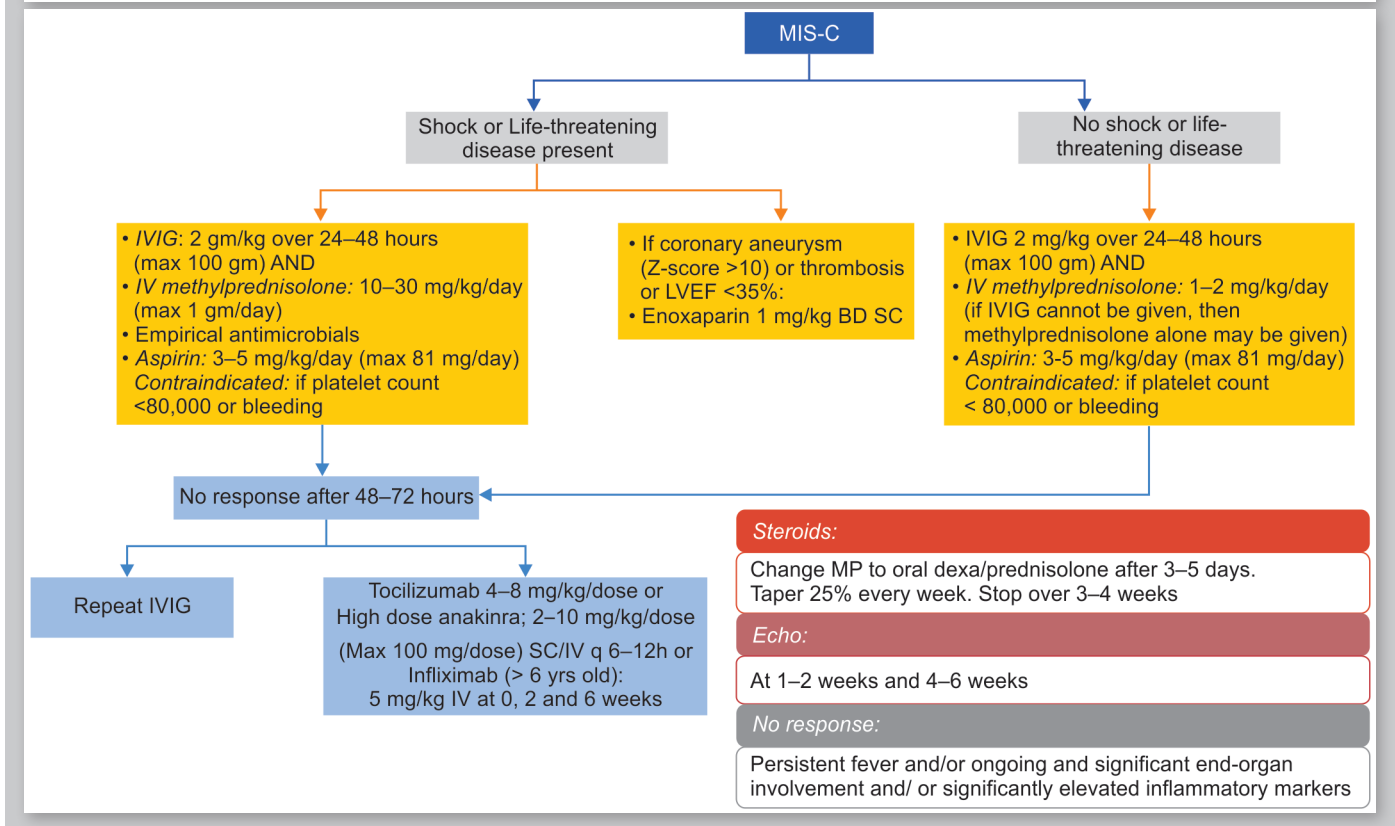 MIS-C
Shock or Life-threatening
disease present
No shock or life-
threatening disease
• IVIG: 2 gm/kg over 24–48 hours
(max 100 gm) AND
• IV methylprednisolone: 10–30 mg/kg/day
(max 1 gm/day)
• Empirical antimicrobials
• Aspirin: 3–5 mg/kg/day (max 81 mg/day)
Contraindicated: if platelet count
<80,000 or bleeding
• If coronary aneurysm
(Z-score >10) or thrombosis
or LVEF <35%:
• Enoxaparin 1 mg/kg BD SC
• IVIG 2 mg/kg over 24–48 hours
(max 100 gm) AND
• IV methylprednisolone: 1–2 mg/kg/day
(if IVIG cannot be given, then
methylprednisolone alone may be given)
• Aspirin: 3-5 mg/kg/day (max 81 mg/day)
Contraindicated: if platelet count
< 80,000 or bleeding
No response after 48–72 hours
Repeat IVIG
Tocilizumab 4–8 mg/kg/dose or
High dose anakinra; 2–10 mg/kg/dose
(Max 100 mg/dose) SC/IV q 6–12h or
Infliximab (> 6 yrs old):
5 mg/kg IV at 0, 2 and 6 weeks
Steroids:
Change MP to oral dexa/prednisolone after 3–5 days.
Taper 25% every week. Stop over 3–4 weeks
Echo:
At 1–2 weeks and 4–6 weeks
No response:
Persistent fever and/or ongoing and significant end-organ
involvement and/ or significantly elevated inflammatory markers